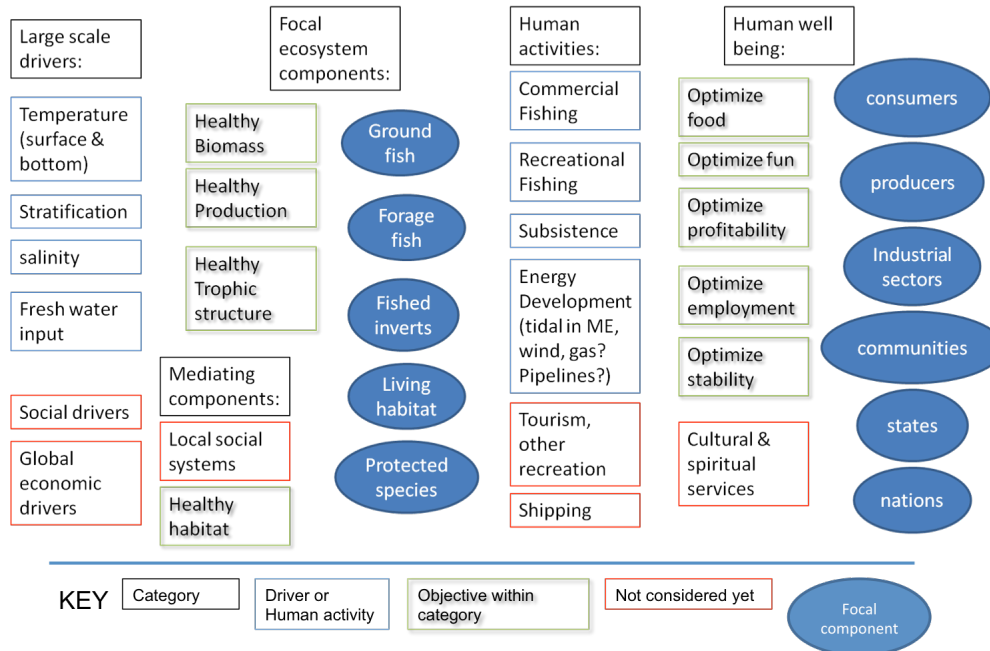 Large scale
drivers:
Temperature
(surface &
bottom)
Stratification
salinity
Fresh water
input
Social drivers
Global
economic
drivers
Focal
ecosystem
components:
Healthy
Biomass
Healthy
Production
Healthy
Trophic
structure
Mediating
components:
Local social
systems
Healthy
habitat
Ground
fish
Forage
fish
Fished
inverts
Living
habitat
Protected
species
Human
activities:
Commercial
Fishing
Recreational
Fishing
Subsistence
Energy
Development
(tidal in ME,
wind, gas?
Pipelines?)
Tourism,
other
recreation
Shipping
Human well
being:
Optimize
food
Optimize fun
Optimize
profitability
Optimize
employment
Optimize
stability
Cultural &
spiritual
services
consumers
producers
Industrial
sectors
communities
states
nations
KEY
Category
Driver or
Human activity
Objective within
category
Not considered yet
Focal
component